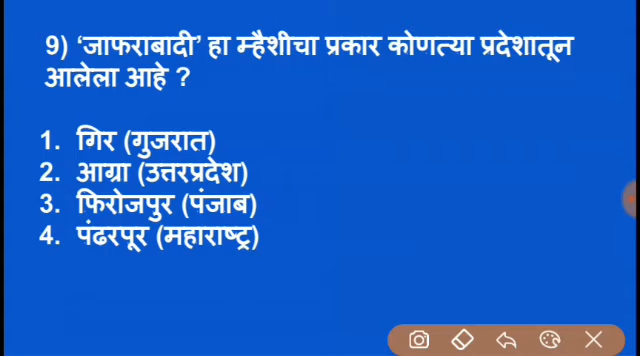 9) ‘जाफराबादी’ हा म्हैशीचा प्रकार कोणत्या प्रदेशातून
आलेला आहे ?
1. गिर (गुजरात)
2. आग्रा (उत्तरप्रदेश)
3. फिरोजपुर (पंजाब)
4. पंढरपूर (महाराष्ट्र)